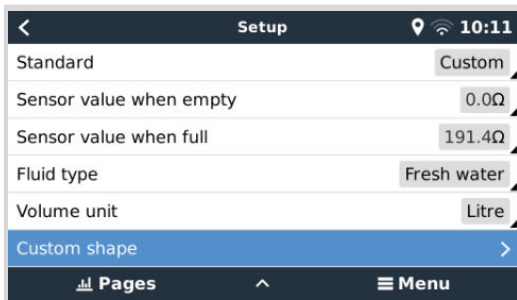 Setup 10:11
Standard Custom
Sensor value when empty 0.0Ω
Sensor value when full 191.4Ω
Fluid type Fresh water
Volume unit Litre
Custom shape
Pages Menu